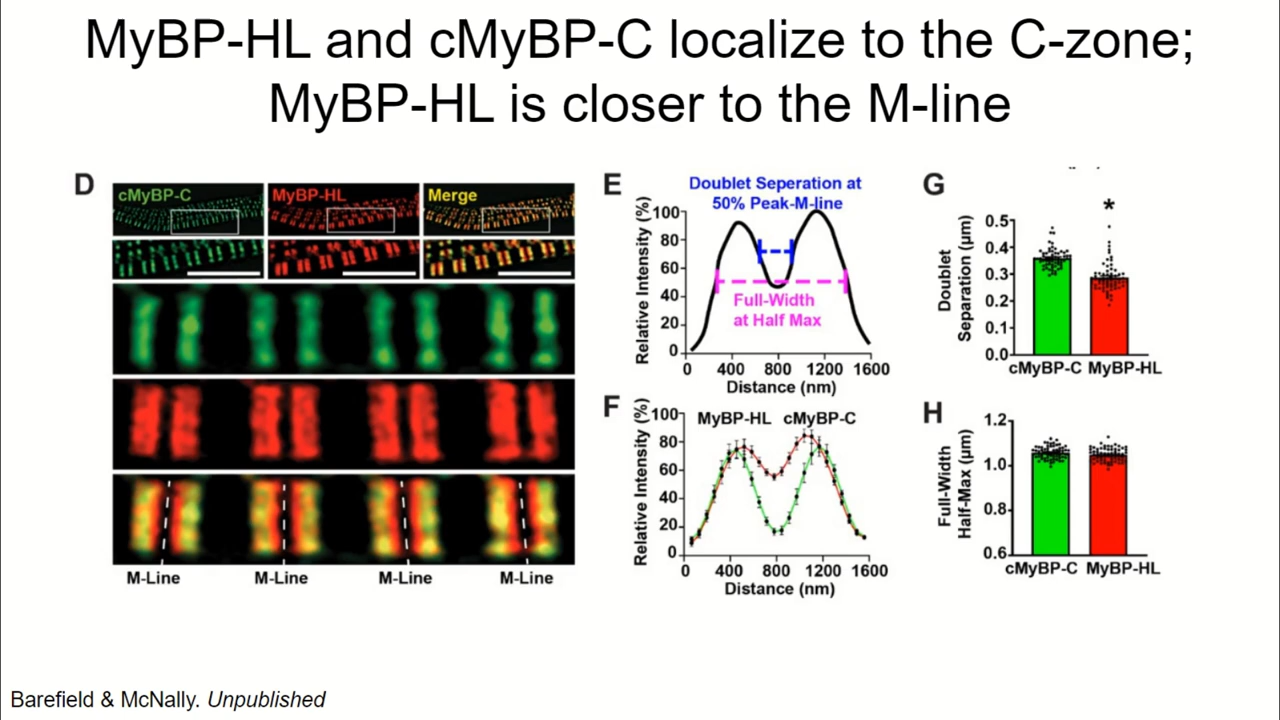 MyBP-HL and cMyBP-C localize to the C-zone;
MyBP-HL is closer to the M-line
D
cMyBP-C
MyBP-HL
Merge
M-Line
M-Line
M-Line
M-Line
E
Doublet Seperation at
50% Peak-M-line
Relative Intensity (%)
100
80
60
40
20
0
Full-Width
at Half Max
0
400
800
1200
1600
Distance (nm)
F
Relative Intensity (%)
100
80
60
40
20
0
MyBP-HL
cMyBP-C
0
400
800
1200
1600
Distance (nm)
G
*
Doublet
Separation (µm)
0.5
0.4
0.3
0.2
0.1
0.0
cMyBP-C
MyBP-HL
H
Full-Width
Half-Max (µm)
1.2
1.0
0.8
0.6
cMyBP-C
MyBP-HL
Barefield & McNally. Unpublished